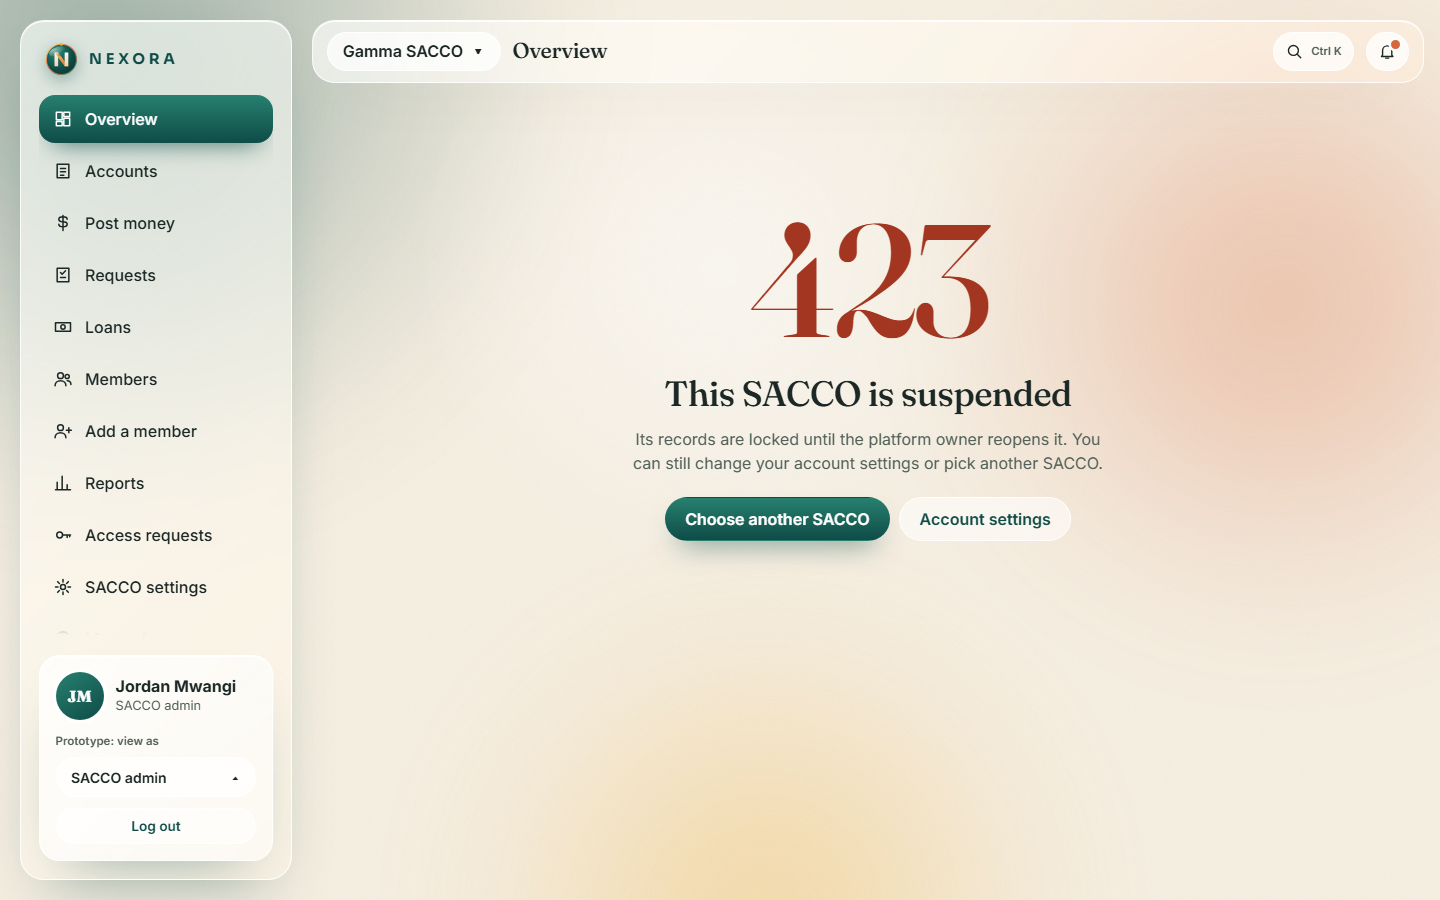 NEXORA
Overview
Accounts
Post money
Requests
Loans
Members
Add a member
Reports
Access requests
SACCO settings
JM
Jordan Mwangi
SACCO admin
Prototype: view as
SACCO admin
Log out
Gamma SACCO
Overview
Ctrl K
423
This SACCO is suspended
Its records are locked until the platform owner reopens it. You
can still change your account settings or pick another SACCO.
Choose another SACCO
Account settings